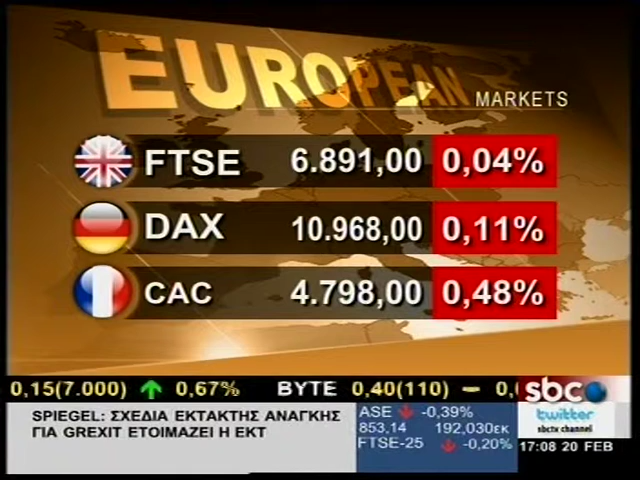 EUROPEAN
MARKETS
FTSE 6.891,00 0,04%
DAX 10.968,00 0,11%
CAC 4.798,00 0,48%
0,15(7.000) 0,67% BYTE 0,40(110)
sbc
SPIEGEL: ΣΧΕΔΙΑ ΕΚΤΑΚΤΗΣ ΑΝΑΓΚΗΣ
ΓΙΑ GREXIT ΕΤΟΙΜΑΖΕΙ Η ΕΚΤ
ASE -0,39%
853,14 192,030εκ
FTSE-25 -0,20%
twitter
sbctv channel
17:08 20 FEB